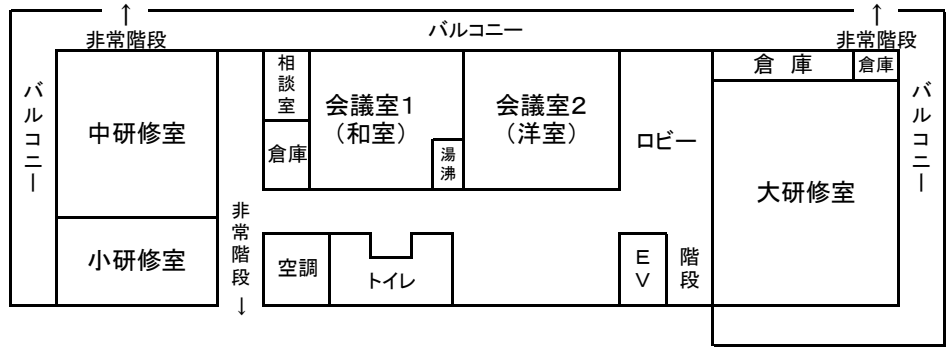 ↑
↑
非常階段
バルコニー
非常階段
バルコニー
中研修室
相談室
会議室１
（和室）
会議室２
（洋室）
倉庫
倉庫
バルコニー
倉庫
湯沸
ロビー
大研修室
小研修室
非常階段
↓
空調
トイレ
ＥＶ
階段